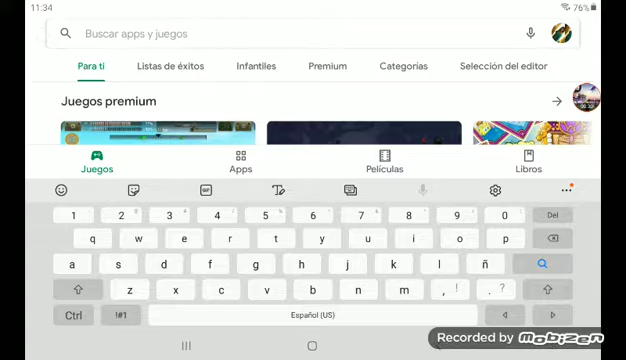 11:34
76%
Buscar apps y juegos
Para ti
Listas de éxitos
Infantiles
Premium
Categorías
Selección del editor
Juegos premium
Juegos
Apps
Películas
Libros
GIF
1 2 3 4 5 6 7 8 9 0 Del
q w e r t y u i o p
a s d f g h j k l ñ
z x c v b n m , ! . ?
Ctrl !#1 Español (US)
Recorded by mobizen